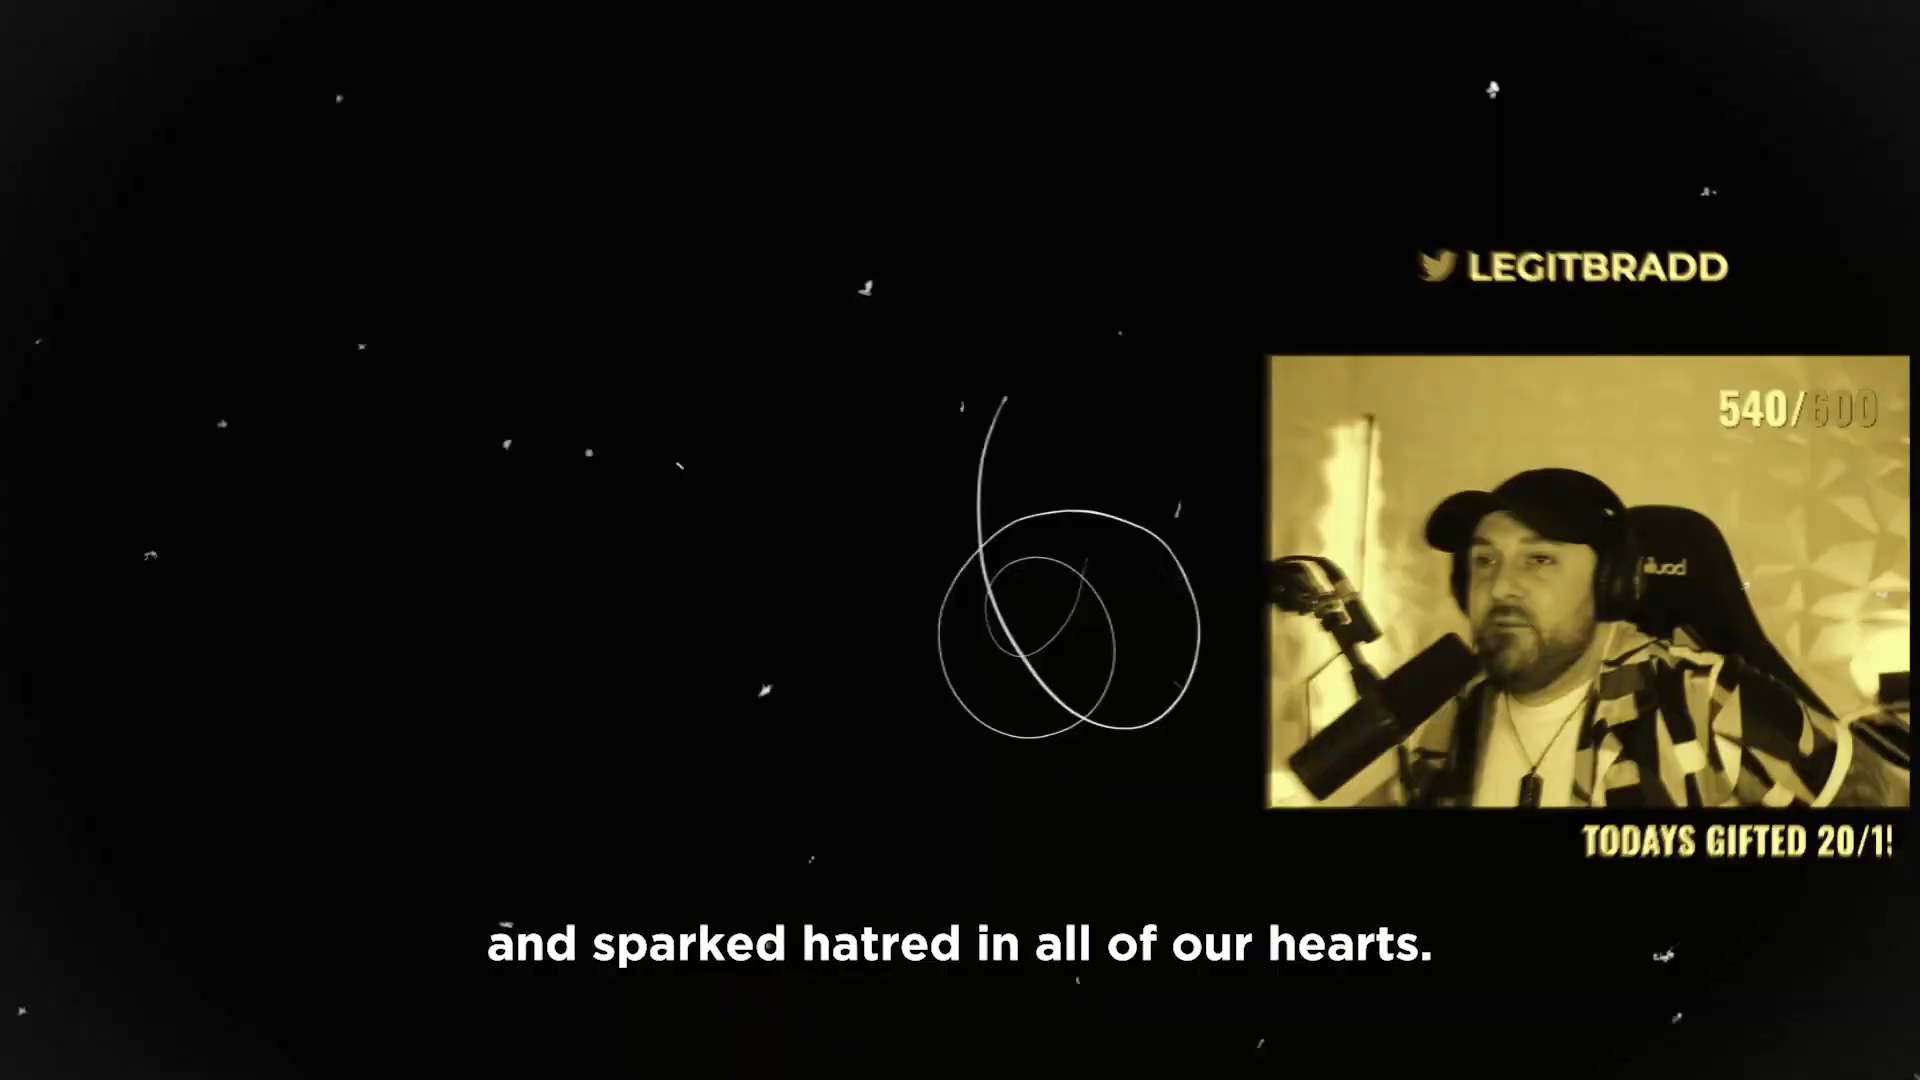 LEGITBRADD
540/600
TODAYS GIFTED 20/1
and sparked hatred in all of our hearts.